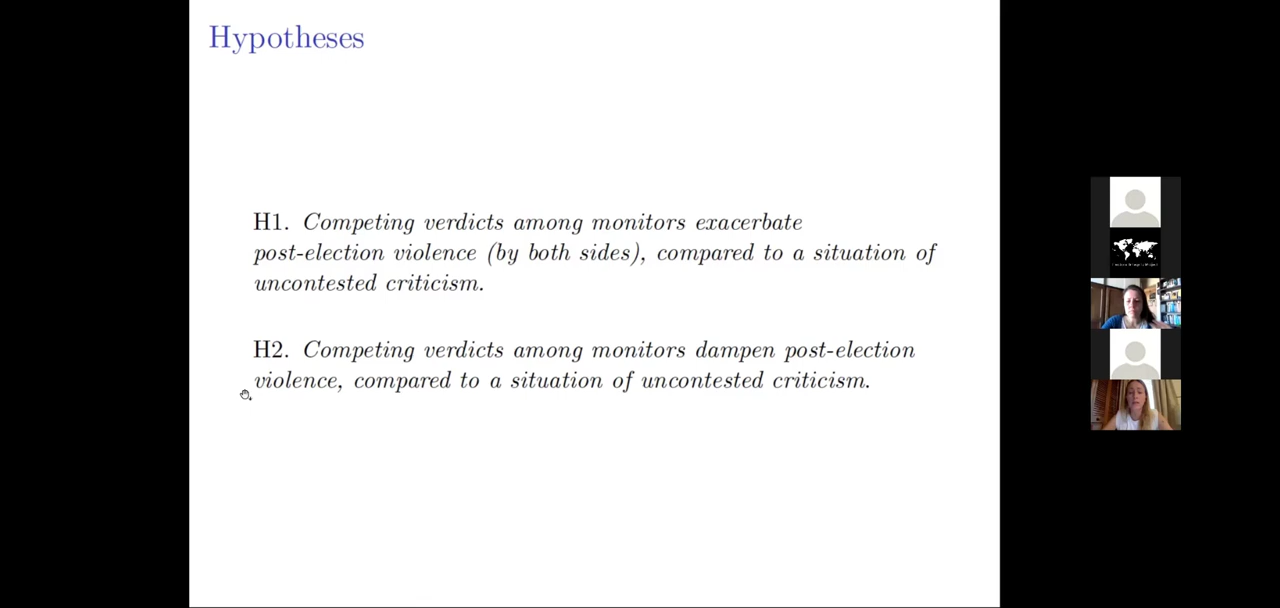 Hypotheses
H1. Competing verdicts among monitors exacerbate
post-election violence (by both sides), compared to a situation of
uncontested criticism.
H2. Competing verdicts among monitors dampen post-election
violence, compared to a situation of uncontested criticism.